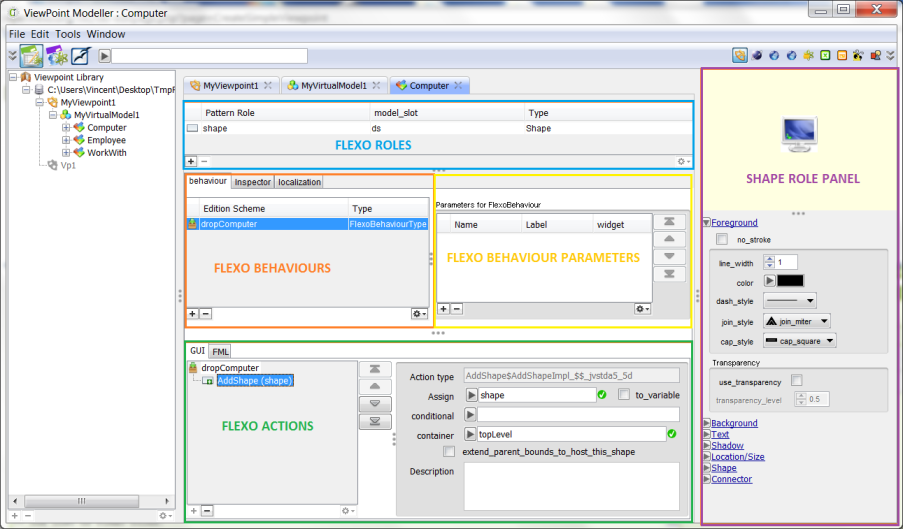 ViewPoint Modeller : Computer
File Edit Tools Window
Viewpoint Library
C:\Users\Vincent\Desktop\TmpF
MyViewpoint1
MyVirtualModel1
Computer
Employee
WorkWith
Vp1
MyViewpoint1 MyVirtualModel1 Computer
Pattern Role model_slot Type
shape ds Shape
FLEXO ROLES
behaviour inspector localization
Edition Scheme Type
dropComputer FlexoBehaviourType
FLEXO BEHAVIOURS
Parameters for FlexoBehaviour
Name Label widget
FLEXO BEHAVIOUR PARAMETERS
GUI FML
dropComputer
AddShape (shape)
FLEXO ACTIONS
Action type AddShape$AddShapeImpl_$$_jvstda5_5d
Assign shape to_variable
conditional
container topLevel
extend_parent_bounds_to_host_this_shape
Description
SHAPE ROLE PANEL
Foreground
no_stroke
line_width 1
color
dash_style
join_style join_miter
cap_style cap_square
Transparency
use_transparency
transparency_level 0.5
Background
Text
Shadow
Location/Size
Shape
Connector